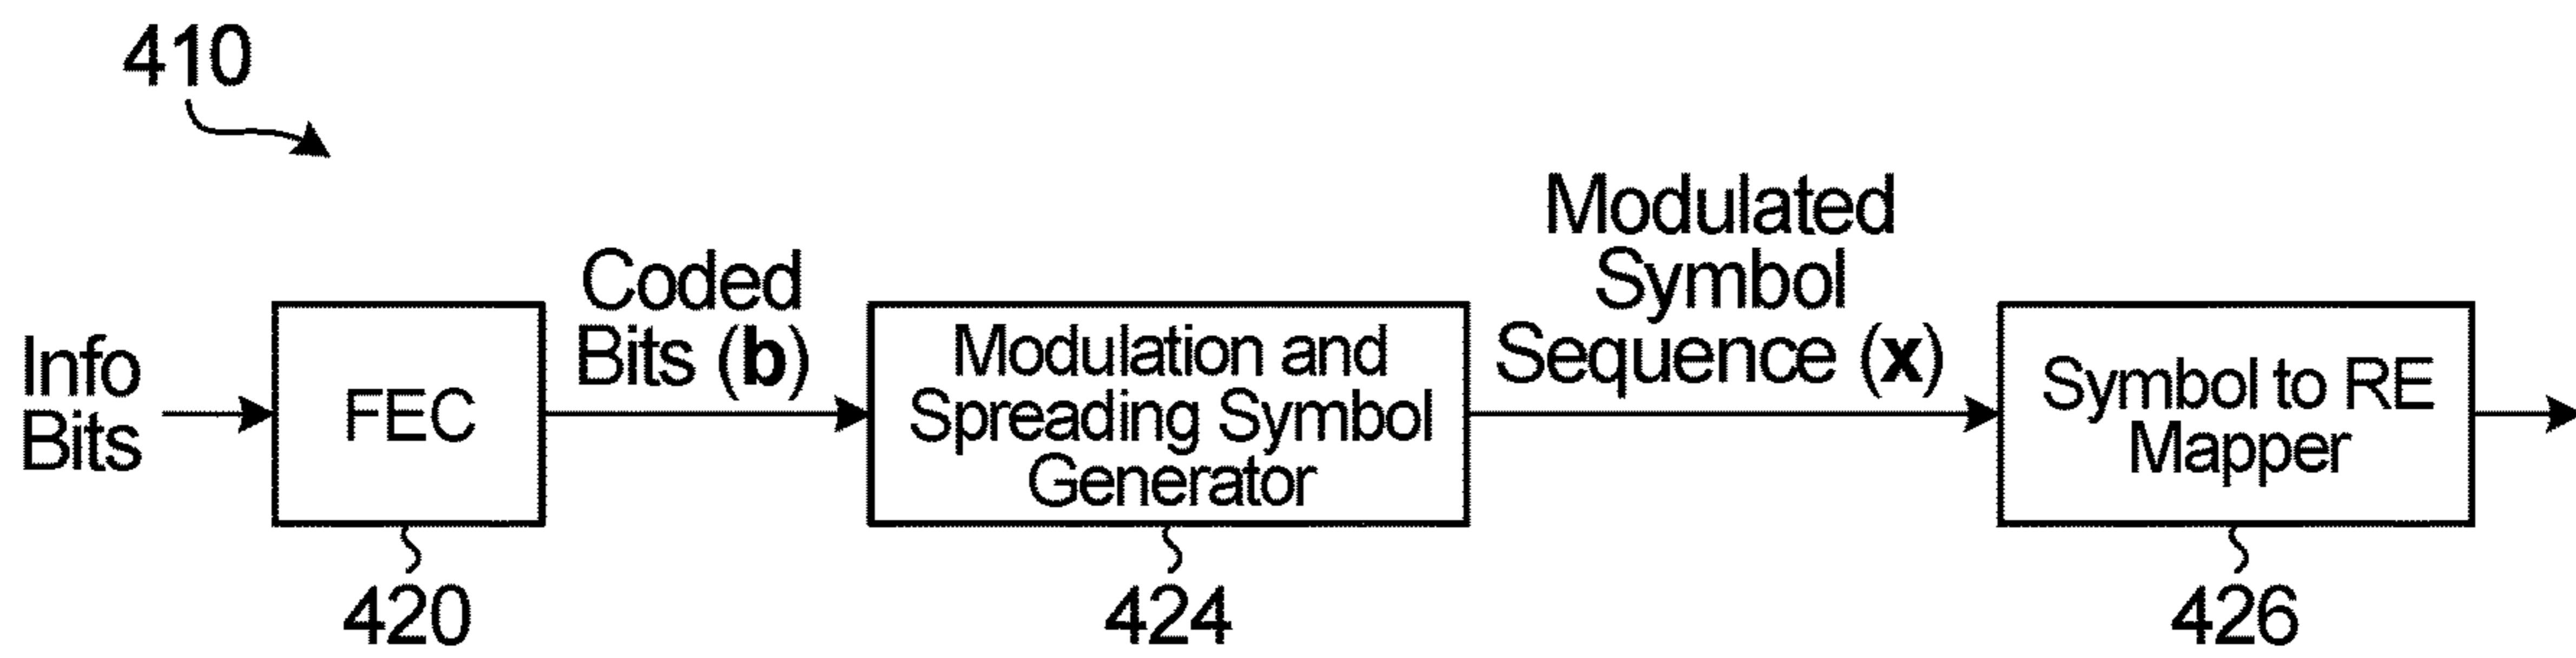 410
Info
Bits
FEC
420
Coded
Bits (b)
Modulation and
Spreading Symbol
Generator
424
Modulated
Symbol
Sequence (x)
Symbol to RE
Mapper
426